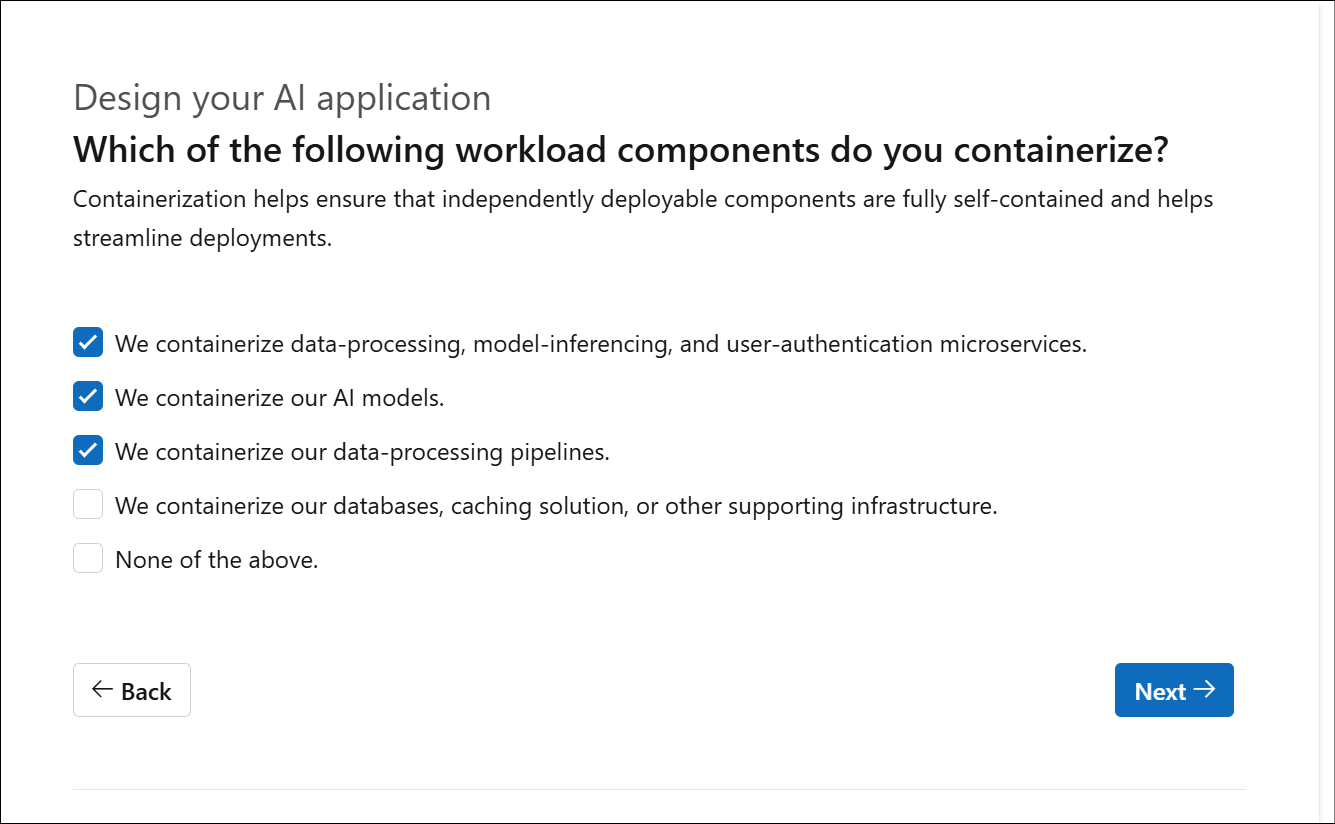 Design your AI application
Which of the following workload components do you containerize?
Containerization helps ensure that independently deployable components are fully self-contained and helps
streamline deployments.
We containerize data-processing, model-inferencing, and user-authentication microservices.
We containerize our AI models.
We containerize our data-processing pipelines.
We containerize our databases, caching solution, or other supporting infrastructure.
None of the above.
← Back
Next →